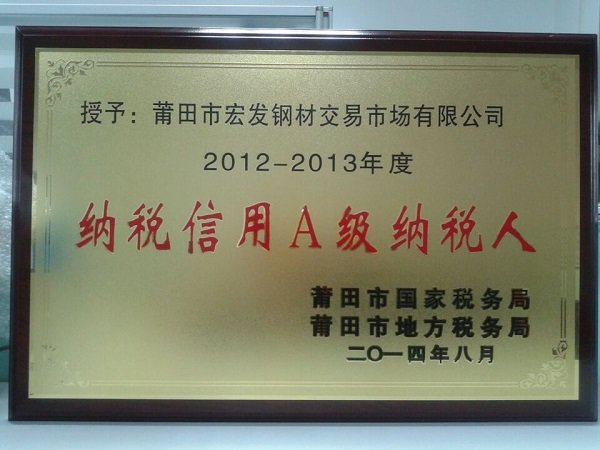 授予：莆田市宏发钢材交易市场有限公司
2012-2013年度
纳税信用A级纳税人
莆田市国家税务局
莆田市地方税务局
二〇一四年八月